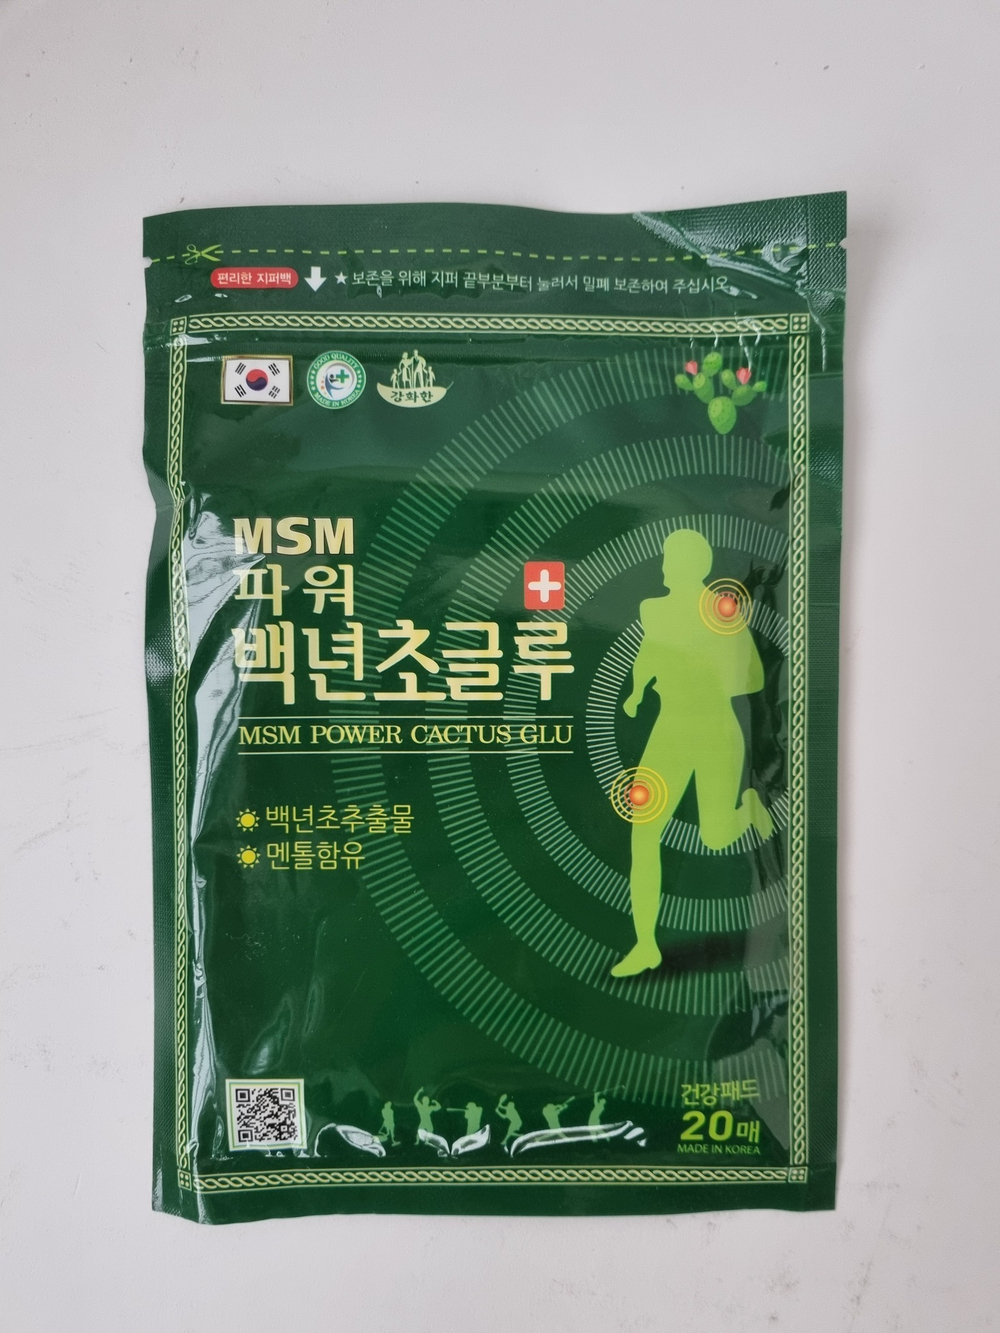 편리한 지퍼백 ★ 보존을 위해 지퍼 끝부분부터 눌러서 밀폐 보존하여 주십시오
GOOD QUALITY
MADE IN KOREA
강화한
MSM
파워
백년초글루
MSM POWER CACTUS GLU
백년초추출물
멘톨함유
건강패드
20매
MADE IN KOREA